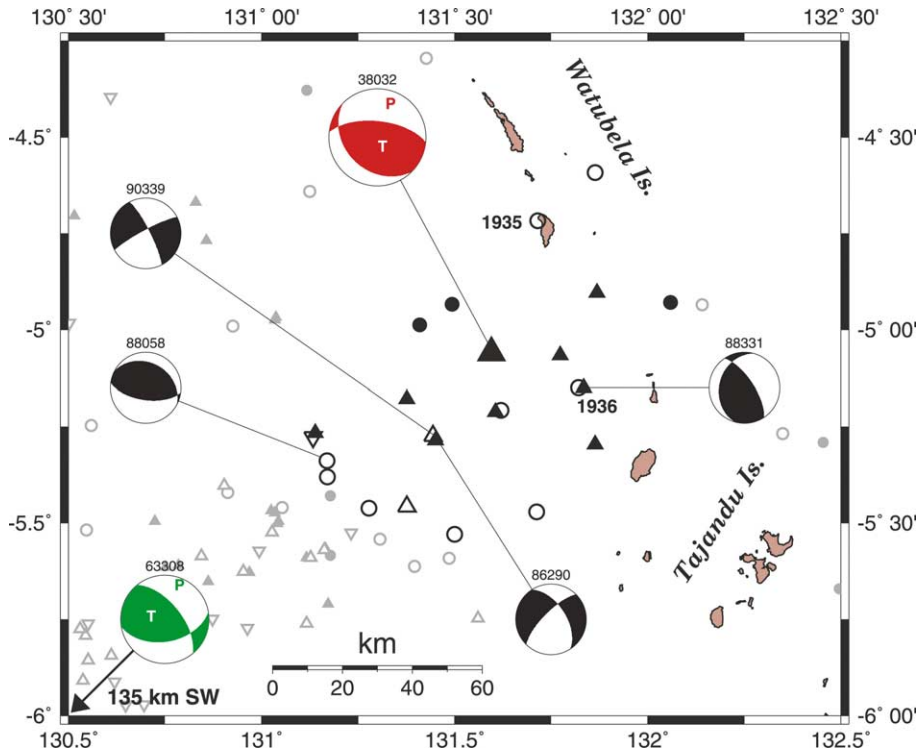 130˚ 30' 131˚ 00' 131˚ 30' 132˚ 00' 132˚ 30'
38032
P
T
Watubela Is.
-4.5 -4˚ 30'
90339
1935
-5 -5˚ 00'
88058
88331
1936
-5.5 -5˚ 30'
Tajandu Is.
63308
P
T
86290
km
0 20 40 60
135 km SW
-6 -6˚ 00'
130.5 131 131.5 132 132.5